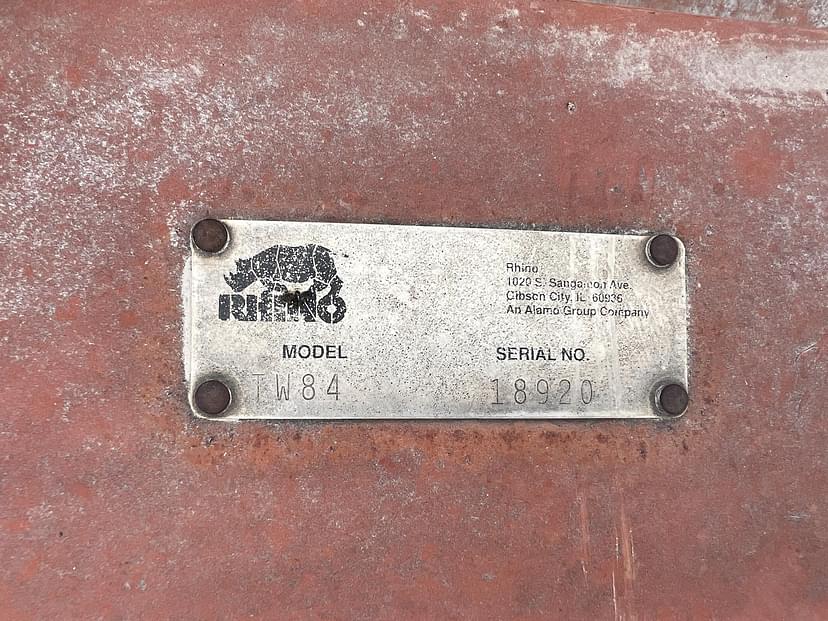 RHINO
Rhino
1020 S. Sangamon Ave.
Gibson City, IL 60936
An Alamo Group Company
MODEL
SERIAL NO.
TW84
18920